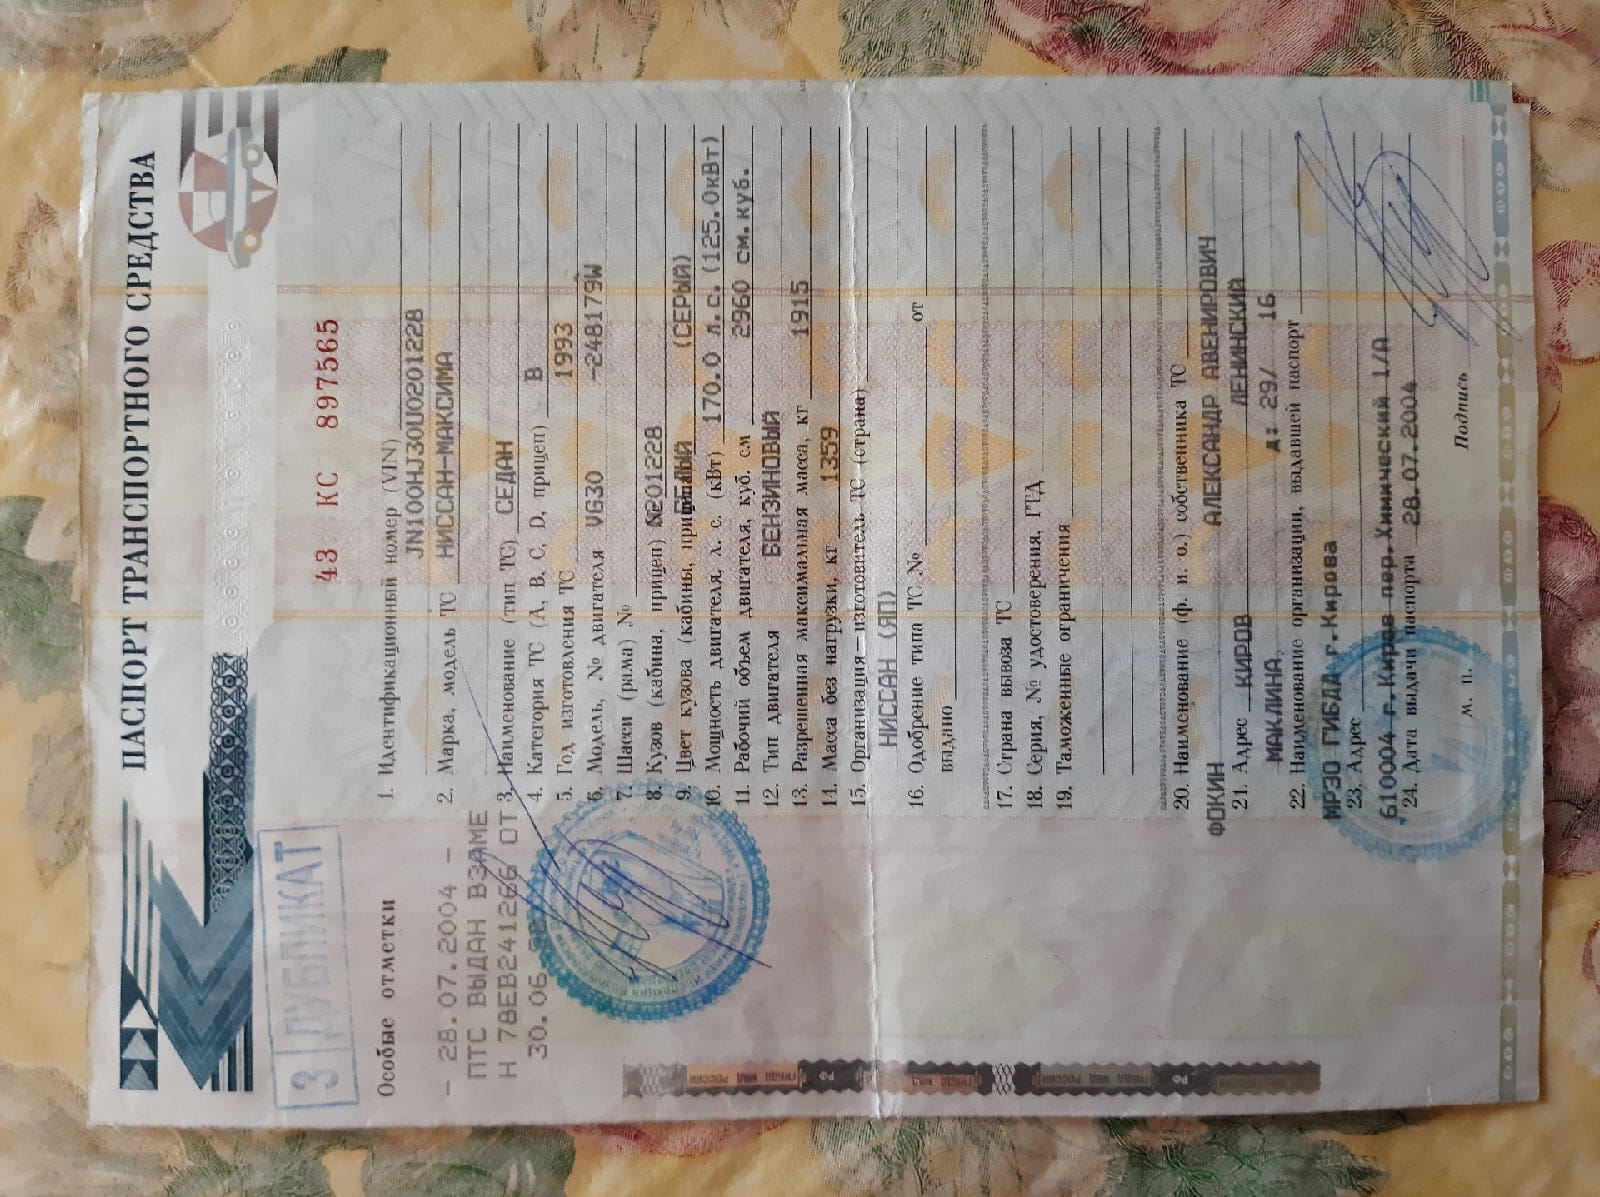 ПАСПОРТ ТРАНСПОРТНОГО СРЕДСТВА
43 КС 897565
ДУБЛИКАТ
Особые отметки
- 28.07.2004 -
ПТС ВЫДАН ВЗАМЕ
Н 78ЕВ241266 ОТ
30.06.
1. Идентификационный номер (VIN)
JN100HJ30U0201228
2. Марка, модель ТС НИССАН-МАКСИМА
3. Наименование (тип ТС) СЕДАН
4. Категория ТС (А, В, С, D, прицеп) В
5. Год изготовления ТС 1993
6. Модель, № двигателя VG30 -248179W
7. Шасси (рама) №
8. Кузов (кабина, прицеп) № 201228
9. Цвет кузова (кабины, прицепа) БЕЛЫЙ (СЕРЫЙ)
10. Мощность двигателя, л. с. (кВт) 170.0 л.с.(125.0кВт)
11. Рабочий объем двигателя, куб. см 2960 см.куб.
12. Тип двигателя БЕНЗИНОВЫЙ
13. Разрешенная максимальная масса, кг 1915
14. Масса без нагрузки, кг 1359
15. Организация—изготовитель ТС (страна)
НИССАН (ЯП)
16. Одобрение типа ТС № от
выдано
17. Страна вывоза ТС
18. Серия, № удостоверения, ГТД
19. Таможенные ограничения
20. Наименование (ф. и. о.) собственника ТС
ФОКИН АЛЕКСАНДР АВЕНИРОВИЧ
21. Адрес КИРОВ ЛЕНИНСКИЙ
МАКЛИНА, д: 29/ 16
22. Наименование организации, выдавшей паспорт
МРЭО ГИБДД г.Кирова
23. Адрес
610004 г.Киров пер.Химический 1/А
24. Дата выдачи паспорта 28.07.2004
М. П. Подпись